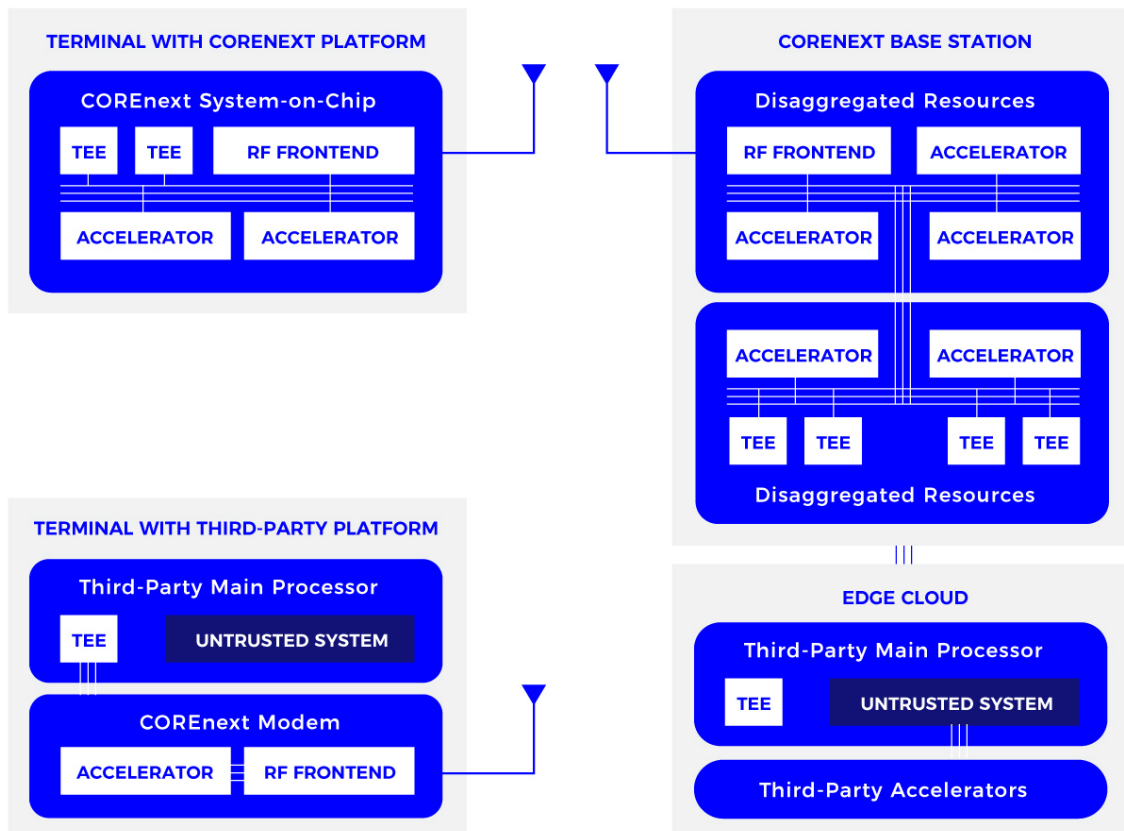 TERMINAL WITH CORENEXT PLATFORM
COREnext System-on-Chip
TEE
TEE
RF FRONTEND
ACCELERATOR
ACCELERATOR
CORENEXT BASE STATION
Disaggregated Resources
RF FRONTEND
ACCELERATOR
ACCELERATOR
ACCELERATOR
ACCELERATOR
ACCELERATOR
TEE
TEE
TEE
TEE
Disaggregated Resources
TERMINAL WITH THIRD-PARTY PLATFORM
Third-Party Main Processor
TEE
UNTRUSTED SYSTEM
COREnext Modem
ACCELERATOR
RF FRONTEND
EDGE CLOUD
Third-Party Main Processor
TEE
UNTRUSTED SYSTEM
Third-Party Accelerators